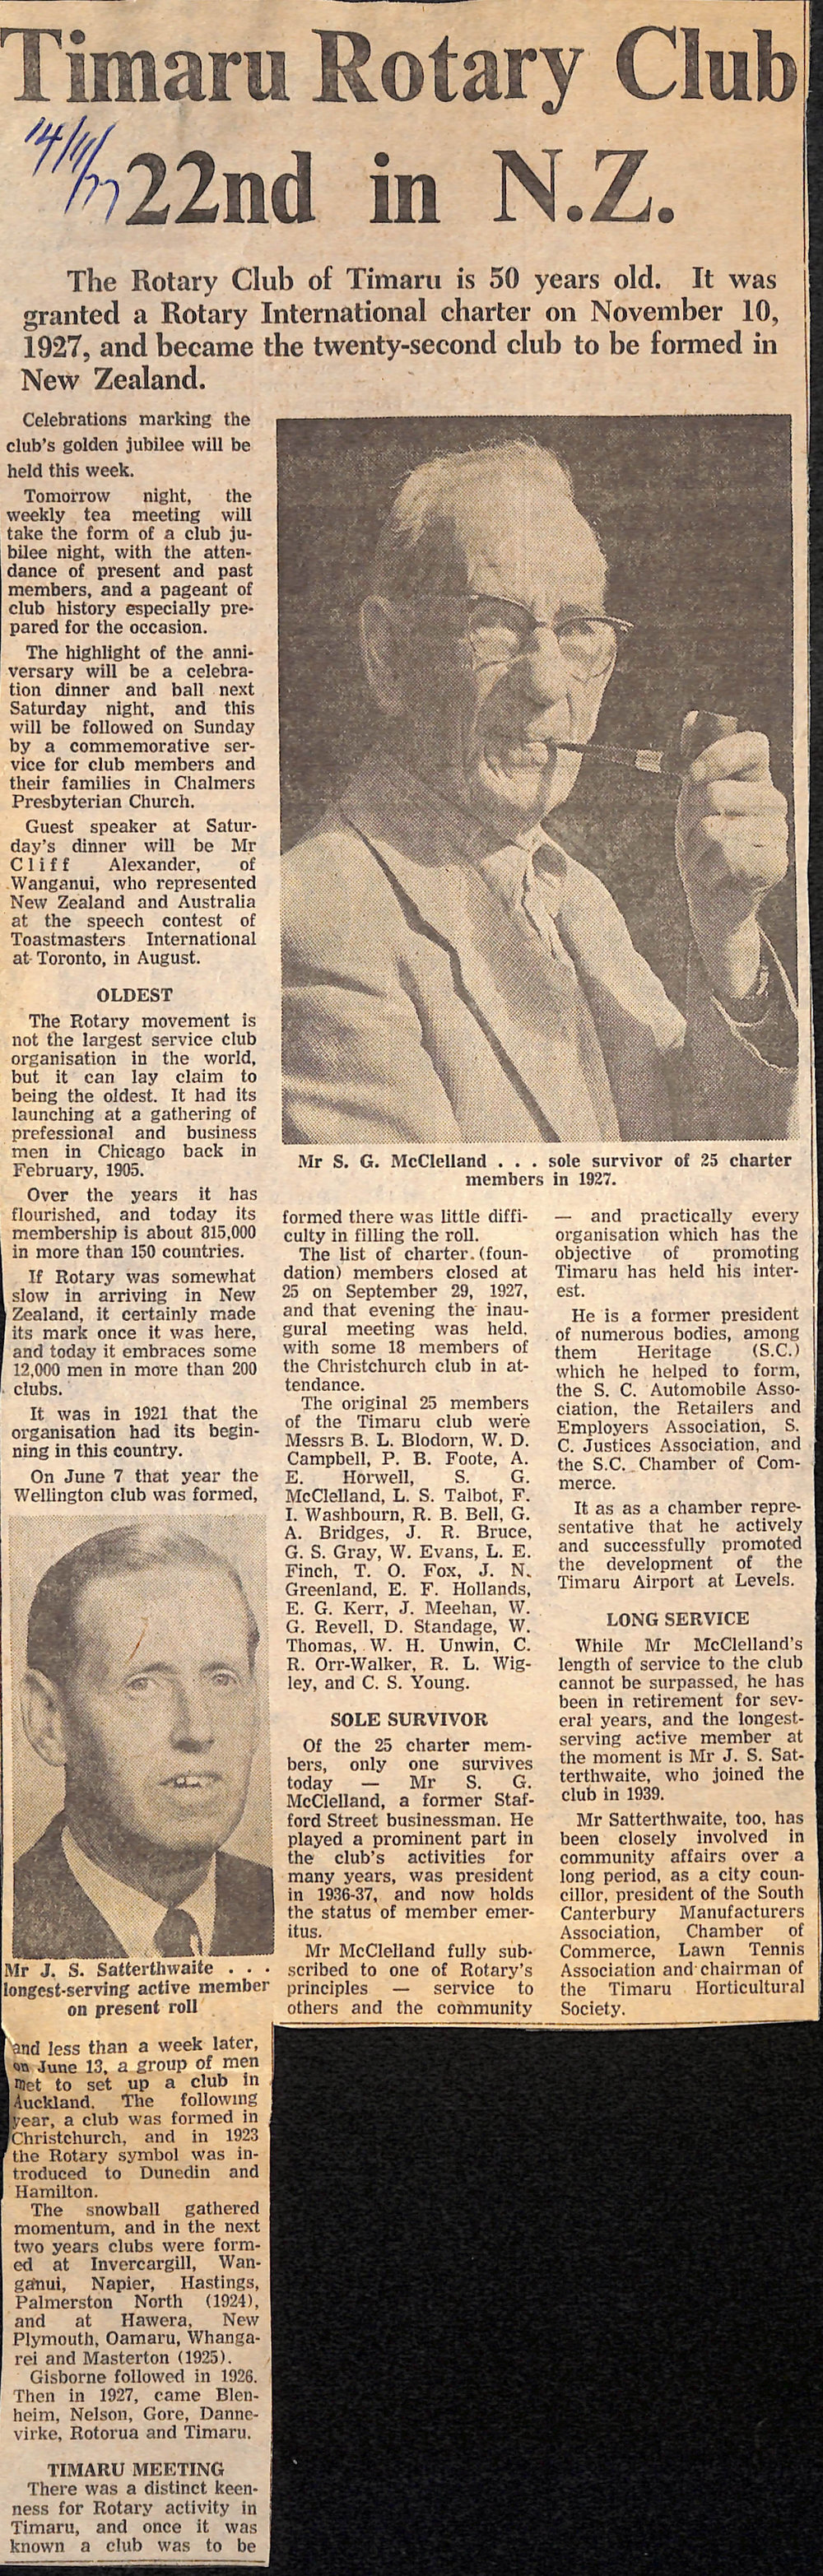 Timaru Rotary Club
14/11/77
22nd in N.Z.
The Rotary Club of Timaru is 50 years old. It was
granted a Rotary International charter on November 10,
1927, and became the twenty-second club to be formed in
New Zealand.
Celebrations marking the
club's golden jubilee will be
held this week.
Tomorrow night, the
weekly tea meeting will
take the form of a club ju-
bilee night, with the atten-
dance of present and past
members, and a pageant of
club history especially pre-
pared for the occasion.
The highlight of the anni-
versary will be a celebra-
tion dinner and ball next
Saturday night, and this
will be followed on Sunday
by a commemorative ser-
vice for club members and
their families in Chalmers
Presbyterian Church.
Guest speaker at Satur-
day's dinner will be Mr
Cliff Alexander, of
Wanganui, who represented
New Zealand and Australia
at the speech contest of
Toastmasters International
at Toronto, in August.
OLDEST
The Rotary movement is
not the largest service club
organisation in the world,
but it can lay claim to
being the oldest. It had its
launching at a gathering of
prefessional and business
men in Chicago back in
February, 1905.
Over the years it has
flourished, and today its
membership is about 815,000
in more than 150 countries.
If Rotary was somewhat
slow in arriving in New
Zealand, it certainly made
its mark once it was here,
and today it embraces some
12,000 men in more than 200
clubs.
It was in 1921 that the
organisation had its begin-
ning in this country.
On June 7 that year the
Wellington club was formed,
Mr J. S. Satterthwaite . . .
longest-serving active member
on present roll
and less than a week later,
on June 13, a group of men
met to set up a club in
Auckland. The following
year, a club was formed in
Christchurch, and in 1923
the Rotary symbol was in-
troduced to Dunedin and
Hamilton.
The snowball gathered
momentum, and in the next
two years clubs were form-
ed at Invercargill, Wan-
ganui, Napier, Hastings,
Palmerston North (1924),
and at Hawera, New
Plymouth, Oamaru, Whanga-
rei and Masterton (1925).
Gisborne followed in 1926.
Then in 1927, came Blen-
heim, Nelson, Gore, Danne-
virke, Rotorua and Timaru.
TIMARU MEETING
There was a distinct keen-
ness for Rotary activity in
Timaru, and once it was
known a club was to be
Mr S. G. McClelland . . . sole survivor of 25 charter
members in 1927.
formed there was little diffi-
culty in filling the roll.
The list of charter (foun-
dation) members closed at
25 on September 29, 1927,
and that evening the inau-
gural meeting was held,
with some 18 members of
the Christchurch club in at-
tendance.
The original 25 members
of the Timaru club were
Messrs B. L. Blodorn, W. D.
Campbell, P. B. Foote, A.
E. Horwell, S. G.
McClelland, L. S. Talbot, F.
I. Washbourn, R. B. Bell, G.
A. Bridges, J. R. Bruce,
G. S. Gray, W. Evans, L. E.
Finch, T. O. Fox, J. N.
Greenland, E. F. Hollands,
E. G. Kerr, J. Meehan, W.
G. Revell, D. Standage, W.
Thomas, W. H. Unwin, C.
R. Orr-Walker, R. L. Wig-
ley, and C. S. Young.
SOLE SURVIVOR
Of the 25 charter mem-
bers, only one survives
today — Mr S. G.
McClelland, a former Staf-
ford Street businessman. He
played a prominent part in
the club's activities for
many years, was president
in 1936-37, and now holds
the status of member emer-
itus.
Mr McClelland fully sub-
scribed to one of Rotary's
principles — service to
others and the community
— and practically every
organisation which has the
objective of promoting
Timaru has held his inter-
est.
He is a former president
of numerous bodies, among
them Heritage (S.C.)
which he helped to form,
the S. C. Automobile Asso-
ciation, the Retailers and
Employers Association, S.
C. Justices Association, and
the S.C. Chamber of Com-
merce.
It as as a chamber repre-
sentative that he actively
and successfully promoted
the development of the
Timaru Airport at Levels.
LONG SERVICE
While Mr McClelland's
length of service to the club
cannot be surpassed, he has
been in retirement for sev-
eral years, and the longest-
serving active member at
the moment is Mr J. S. Sat-
terthwaite, who joined the
club in 1939.
Mr Satterthwaite, too, has
been closely involved in
community affairs over a
long period, as a city coun-
cillor, president of the South
Canterbury Manufacturers
Association, Chamber of
Commerce, Lawn Tennis
Association and chairman of
the Timaru Horticultural
Society.